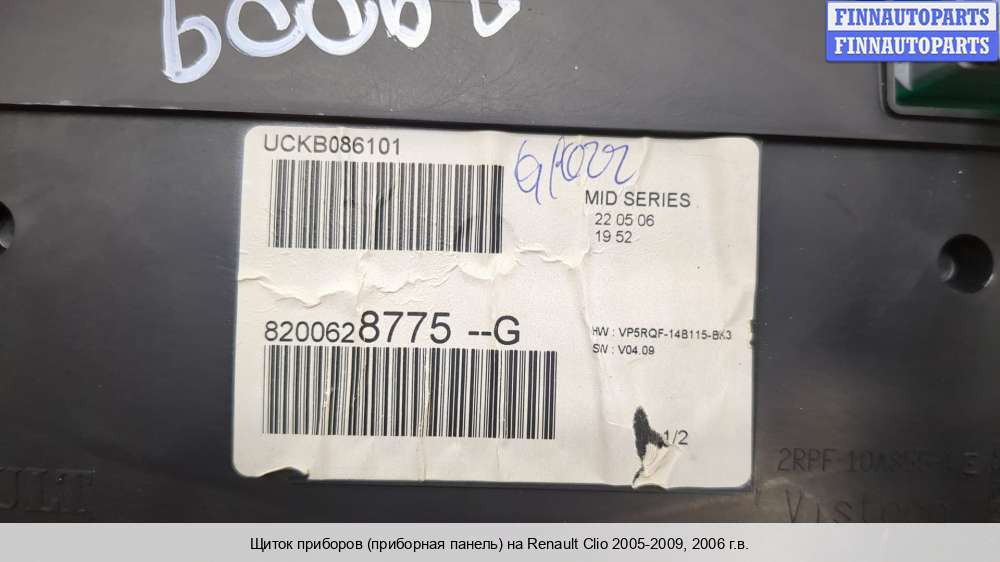 FINNAUTOPARTS
FINNAUTOPARTS
UCKB086101
MID SERIES
22 05 06
19 52
8200628775 --G
HW : VP5RQF-14B115-BK3
SW : V04.09
1/2
2RPF
Щиток приборов (приборная панель) на Renault Clio 2005-2009, 2006 г.в.